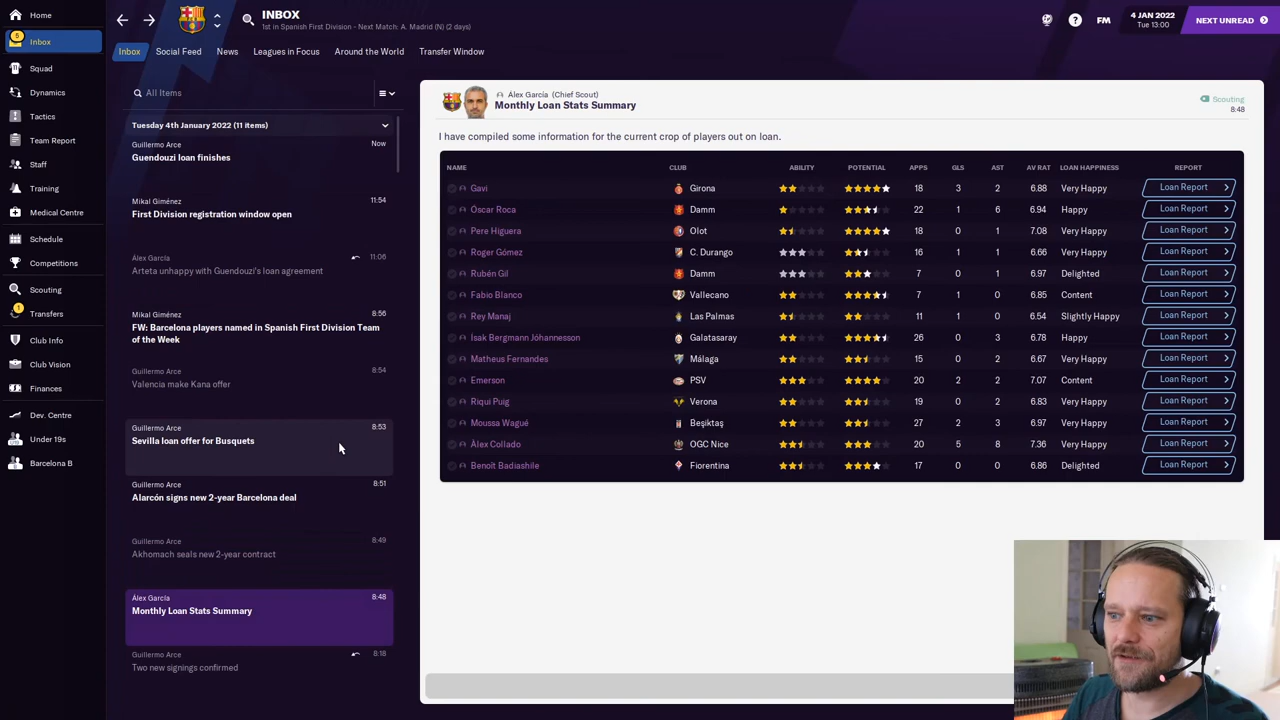 Home
INBOX
1st in Spanish First Division - Next Match: A. Madrid (N) (2 days)
FM
4 JAN 2022
Tue 13:00
NEXT UNREAD
5
Inbox
Squad
Dynamics
Tactics
Team Report
Staff
Training
Medical Centre
Schedule
Competitions
Scouting
1
Transfers
Club Info
Club Vision
Finances
Dev. Centre
Under 19s
Barcelona B
Inbox Social Feed News Leagues in Focus Around the World Transfer Window
All Items
Tuesday 4th January 2022 (11 items)
Guillermo Arce Now
Guendouzi loan finishes
Mikal Giménez 11:54
First Division registration window open
Álex García 11:06
Arteta unhappy with Guendouzi's loan agreement
Mikal Giménez 8:56
FW: Barcelona players named in Spanish First Division Team
of the Week
Guillermo Arce 8:54
Valencia make Kana offer
Guillermo Arce 8:53
Sevilla loan offer for Busquets
Guillermo Arce 8:51
Alarcón signs new 2-year Barcelona deal
Guillermo Arce 8:49
Akhomach seals new 2-year contract
Álex García 8:48
Monthly Loan Stats Summary
Guillermo Arce 8:18
Two new signings confirmed
Álex García (Chief Scout)
Monthly Loan Stats Summary
Scouting
8:48
I have compiled some information for the current crop of players out on loan.
NAME CLUB ABILITY POTENTIAL APPS GLS AST AV RAT LOAN HAPPINESS REPORT
Gavi Girona 18 3 2 6.88 Very Happy Loan Report
Óscar Roca Damm 22 1 6 6.94 Happy Loan Report
Pere Higuera Olot 18 0 1 7.08 Very Happy Loan Report
Roger Gómez C. Durango 16 1 1 6.66 Very Happy Loan Report
Rubén Gil Damm 7 0 1 6.97 Delighted Loan Report
Fabio Blanco Vallecano 7 1 0 6.85 Content Loan Report
Rey Manaj Las Palmas 11 1 0 6.54 Slightly Happy Loan Report
Isak Bergmann Jóhannesson Galatasaray 26 0 3 6.78 Happy Loan Report
Matheus Fernandes Málaga 15 0 2 6.67 Very Happy Loan Report
Emerson PSV 20 2 2 7.07 Content Loan Report
Riqui Puig Verona 19 0 2 6.83 Very Happy Loan Report
Moussa Wagué Beşiktaş 27 2 3 6.97 Very Happy Loan Report
Àlex Collado OGC Nice 20 5 8 7.36 Very Happy Loan Report
Benoît Badiashile Fiorentina 17 0 0 6.86 Delighted Loan Report